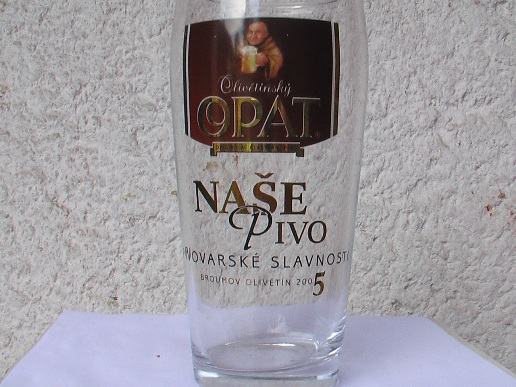 Olivětínský
OPAT®
NAŠE
PIVO
PIVOVARSKÉ SLAVNOSTI
BROUMOV OLIVĚTÍN 2005